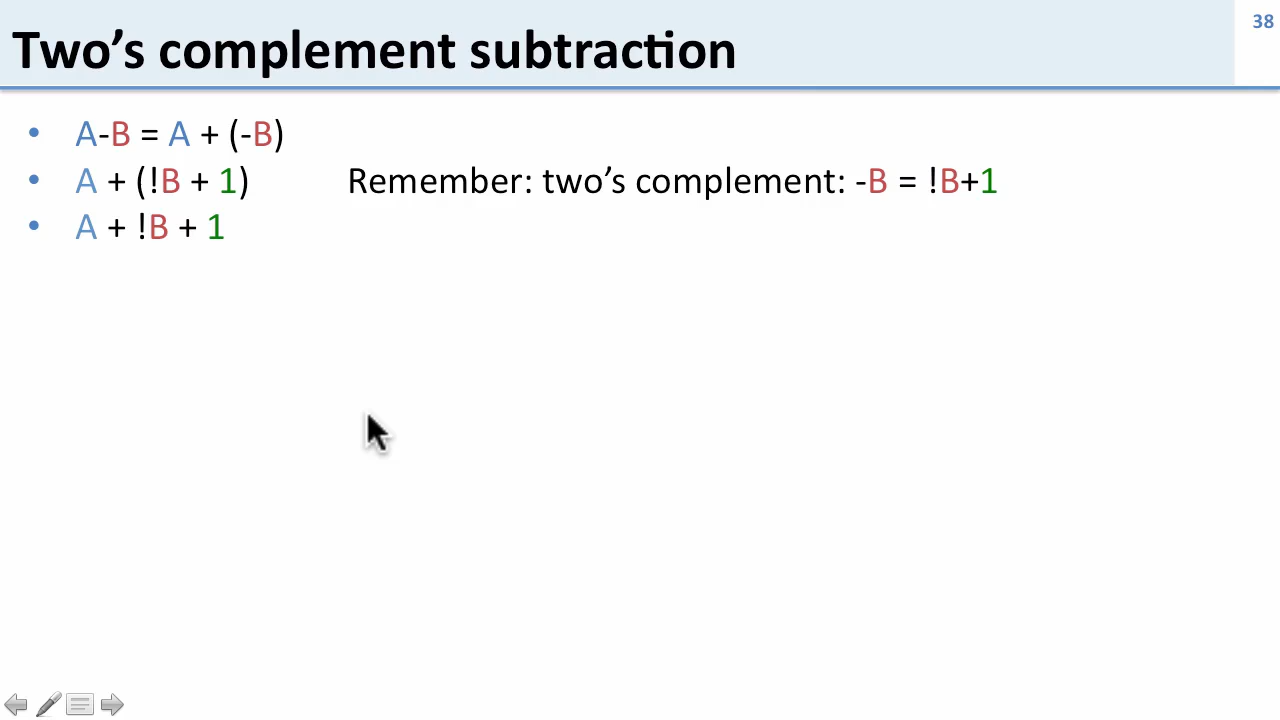 Two’s complement subtraction
38
• A-B = A + (-B)
• A + (!B + 1) Remember: two’s complement: -B = !B+1
• A + !B + 1